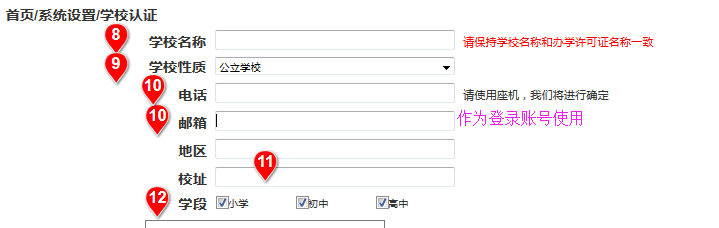 首页/系统设置/学校认证
8 学校名称 请保持学校名称和办学许可证名称一致
9 学校性质 公立学校
10 电话 请使用座机，我们将进行确定
10 邮箱 作为登录账号使用
地区
11 校址
12 学段 小学 初中 高中